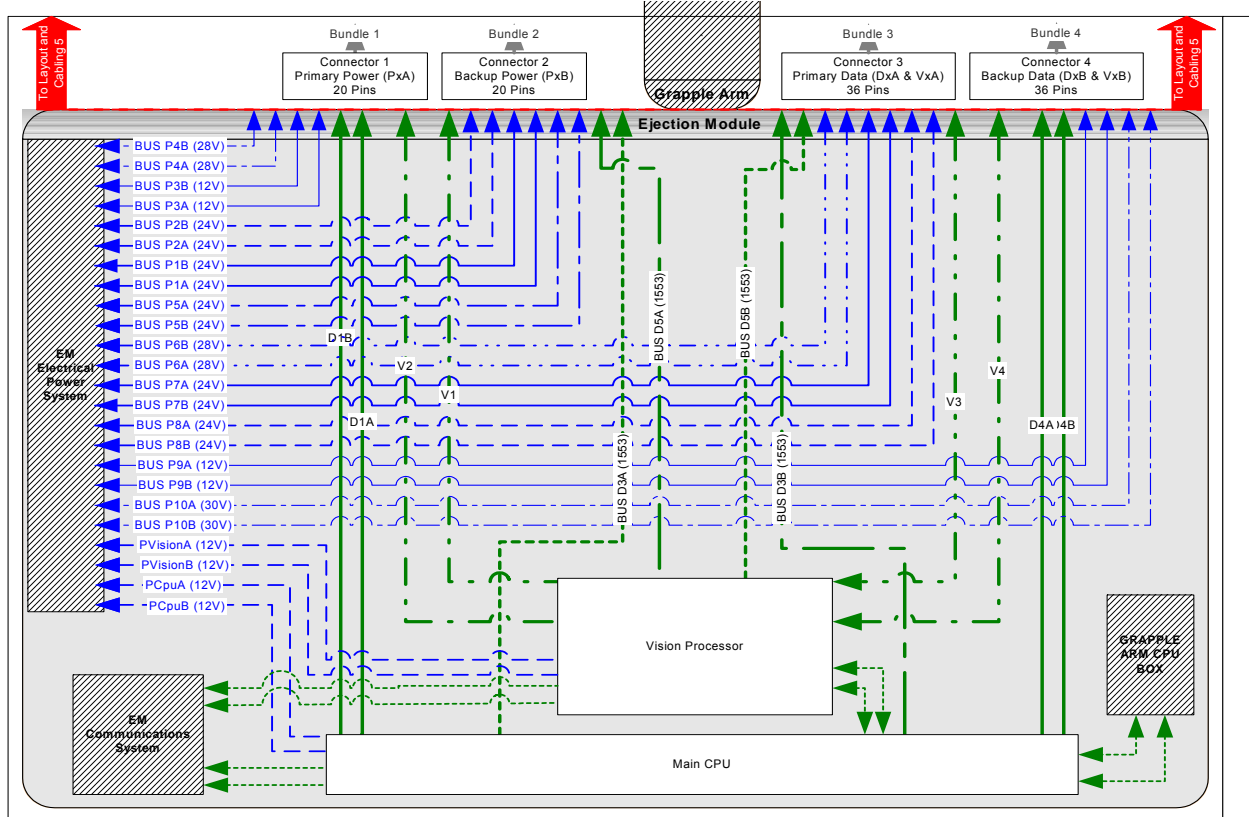 To Layout and
Cabling 5
Bundle 1
Bundle 2
Bundle 3
Bundle 4
To Layout and
Cabling 5
Connector 1
Primary Power (PxA)
20 Pins
Connector 2
Backup Power (PxB)
20 Pins
Grapple Arm
Connector 3
Primary Data (DxA & VxA)
36 Pins
Connector 4
Backup Data (DxB & VxB)
36 Pins
Ejection Module
BUS P4B (28V)
BUS P4A (28V)
BUS P3B (12V)
BUS P3A (12V)
BUS P2B (24V)
BUS P2A (24V)
BUS P1B (24V)
BUS P1A (24V)
BUS P5A (24V)
BUS P5B (24V)
BUS P6B (28V)
BUS P6A (28V)
BUS P7A (24V)
BUS P7B (24V)
BUS P8A (24V)
BUS P8B (24V)
BUS P9A (12V)
BUS P9B (12V)
BUS P10A (30V)
BUS P10B (30V)
PVisionA (12V)
PVisionB (12V)
PCpuA (12V)
PCpuB (12V)
EM
Electrical
Power
System
D1B
D1A
V2
V1
BUS D3A (1553)
BUS D5A (1553)
BUS D5B (1553)
BUS D3B (1553)
V3
V4
D4A
D4B
Vision Processor
GRAPPLE
ARM CPU
BOX
EM
Communications
System
Main CPU